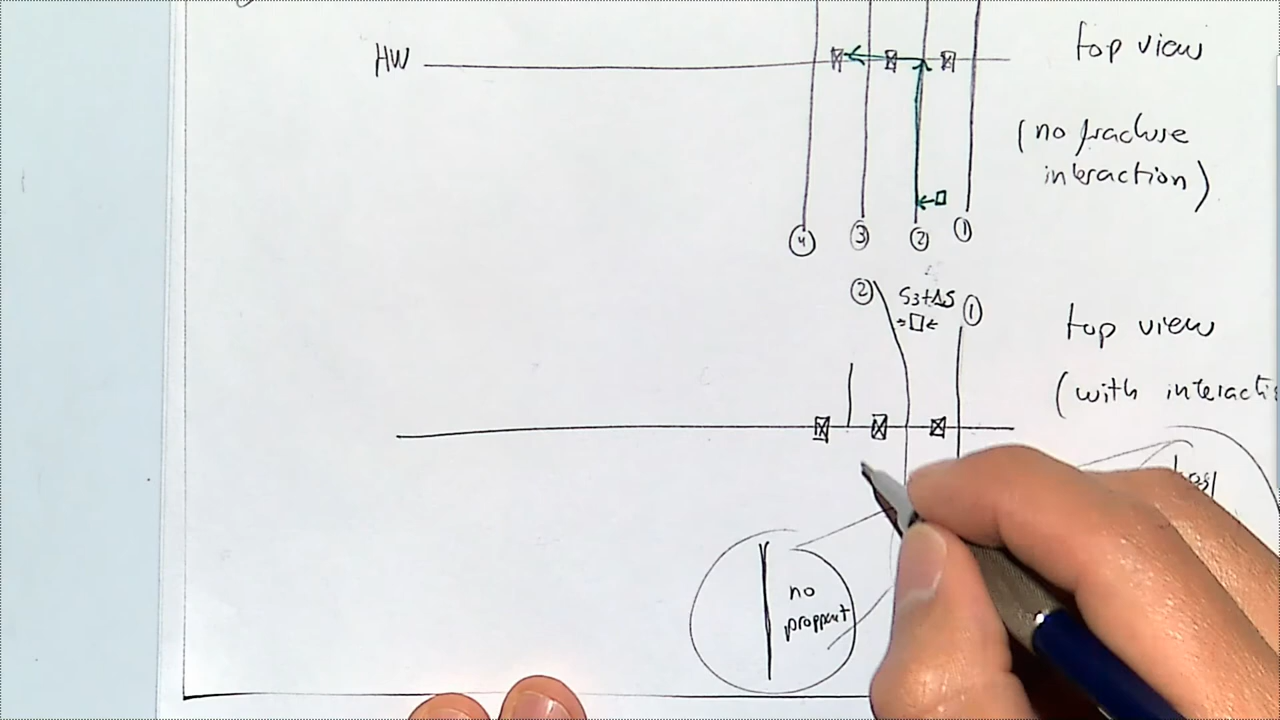 HW
top view
(no fracture
interaction)
4 3 2 1
2
S3+ΔS
1
top view
(with interacti
no
proppant